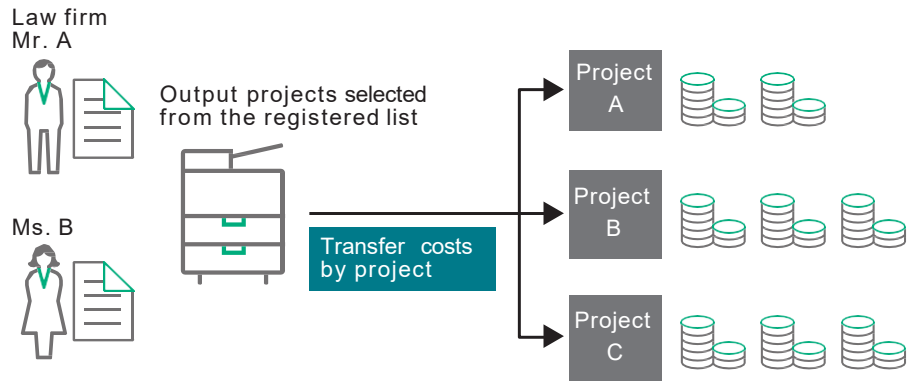 Law firm
Mr. A
Output projects selected
from the registered list
Ms. B
Transfer costs
by project
Project
A
Project
B
Project
C